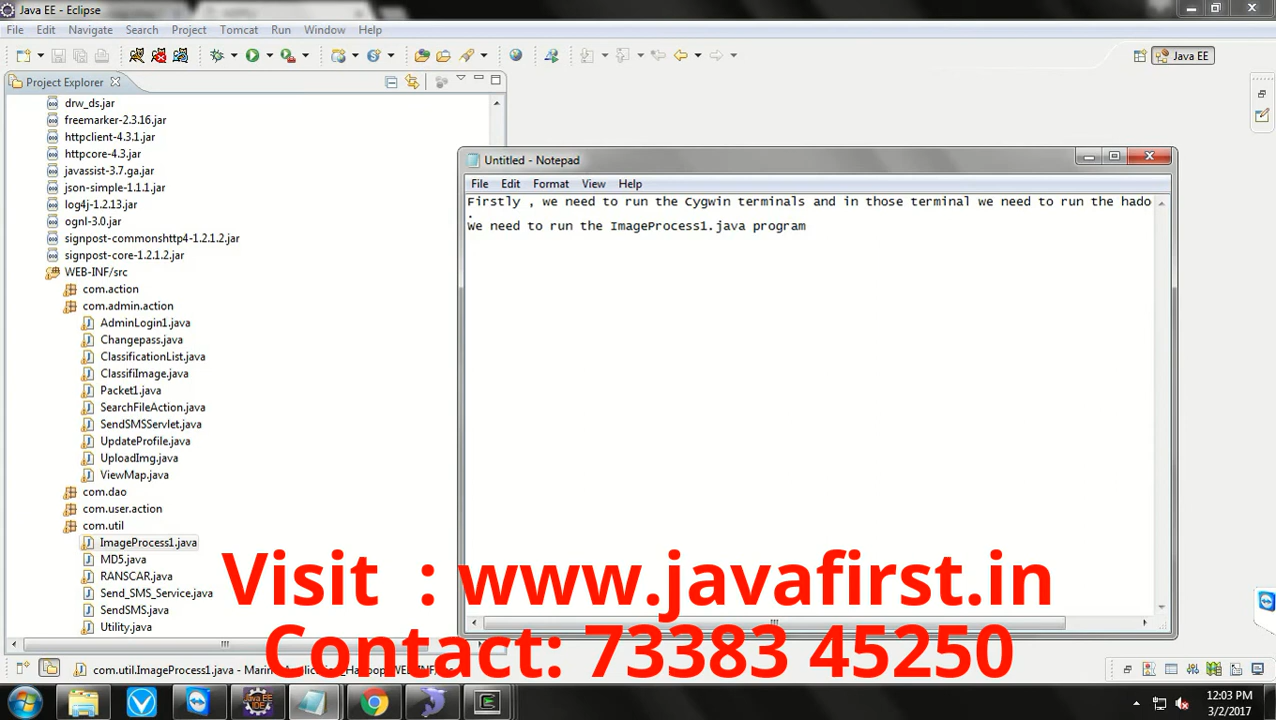 Java EE - Eclipse
File Edit Navigate Search Project Tomcat Run Window Help
Java EE
Project Explorer
drw_ds.jar
freemarker-2.3.16.jar
httpclient-4.3.1.jar
httpcore-4.3.jar
javassist-3.7.ga.jar
json-simple-1.1.1.jar
log4j-1.2.13.jar
ognl-3.0.jar
signpost-commonshttp4-1.2.1.2.jar
signpost-core-1.2.1.2.jar
WEB-INF/src
com.action
com.admin.action
AdminLogin1.java
Changepass.java
ClassificationList.java
ClassifiImage.java
Packet1.java
SearchFileAction.java
SendSMSServlet.java
UpdateProfile.java
UploadImg.java
ViewMap.java
com.dao
com.user.action
com.util
ImageProcess1.java
MD5.java
RANSCAR.java
Send_SMS_Service.java
SendSMS.java
Utility.java
Untitled - Notepad
File Edit Format View Help
Firstly , we need to run the Cygwin terminals and in those terminal we need to run the hado
.
We need to run the ImageProcess1.java program
Visit : www.javafirst.in
Contact: 73383 45250
com.util.ImageProcess1.java - Marin
12:03 PM
3/2/2017